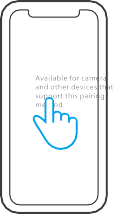 Available for camera
and other devices that
support this pairing
method.